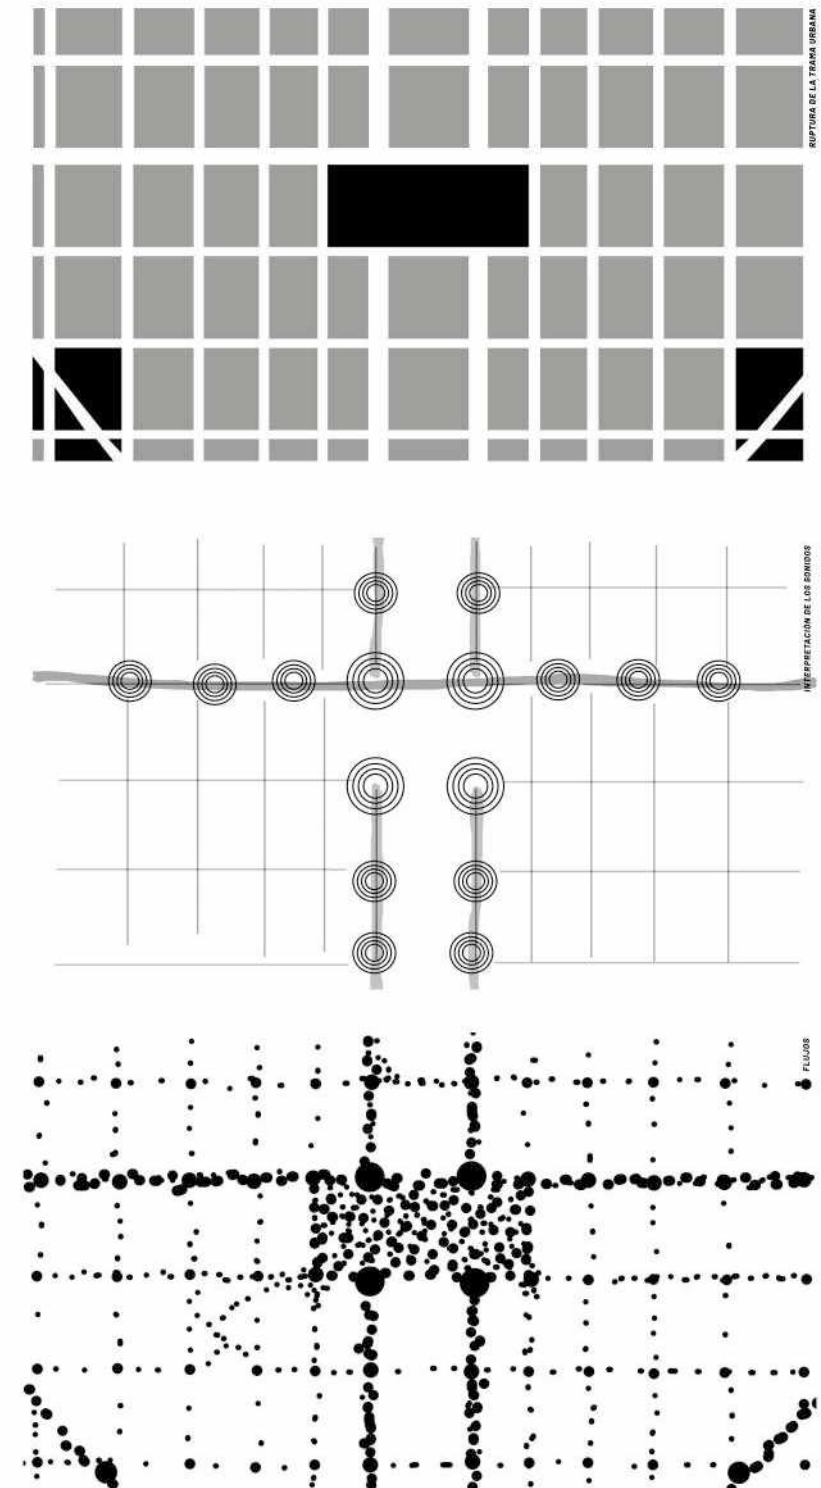 RUPTURA DE LA TRAMA URBANA
INTERPRETACIÓN DE LOS SONIDOS
FLUJOS